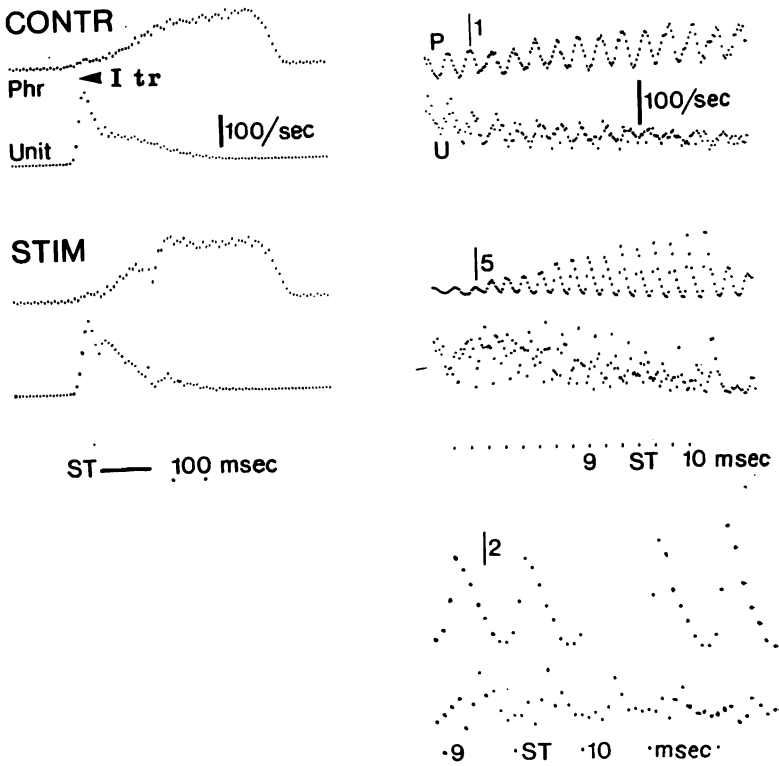 CONTR
Phr
I tr
Unit
100/sec
P
1
100/sec
U
STIM
5
ST 100 msec
9 ST 10 msec
2
9 ST 10 msec